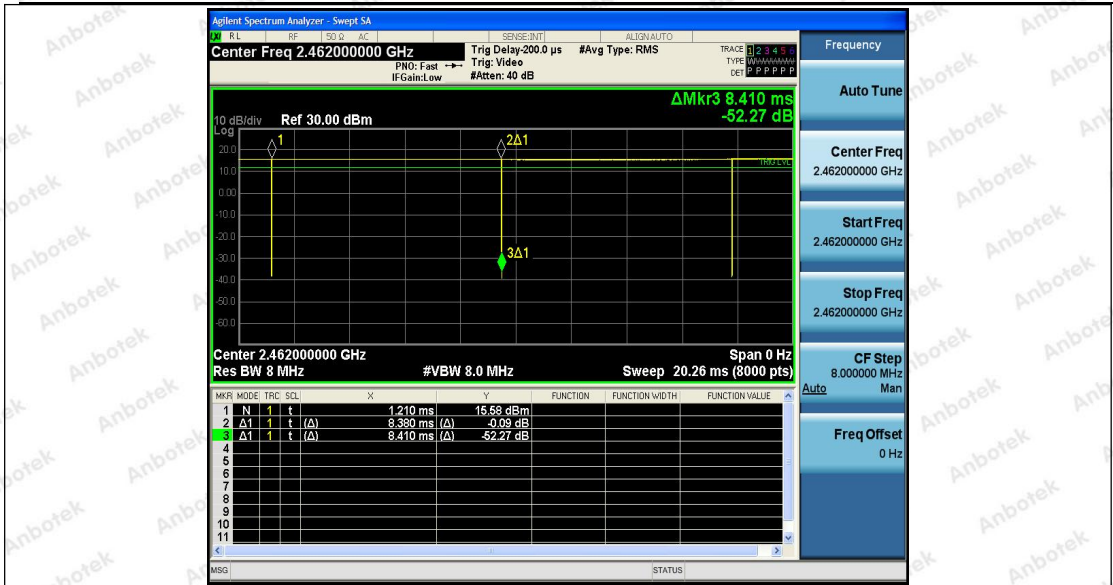 Agilent Spectrum Analyzer - Swept SA
LXI RL RF 50 Ω AC SENSE:INT ALIGNAUTO
Center Freq 2.462000000 GHz
PNO: Fast
IFGain:Low
Trig Delay-200.0 µs
Trig: Video
#Atten: 40 dB
#Avg Type: RMS
TRACE 1 2 3 4 5 6
TYPE WWWWWW
DET P P P P P P
ΔMkr3 8.410 ms
-52.27 dB
10 dB/div
Log
Ref 30.00 dBm
1
2Δ1
3Δ1
TRIG LVL
20.0
10.0
0.00
-10.0
-20.0
-30.0
-40.0
-50.0
-60.0
Center 2.462000000 GHz
Span 0 Hz
Res BW 8 MHz
#VBW 8.0 MHz
Sweep 20.26 ms (8000 pts)
MKR MODE TRC SCL X Y FUNCTION FUNCTION WIDTH FUNCTION VALUE
1 N 1 t 1.210 ms 15.58 dBm
2 Δ1 1 t (Δ) 8.380 ms (Δ) -0.09 dB
3 Δ1 1 t (Δ) 8.410 ms (Δ) -52.27 dB
4
5
6
7
8
9
10
11
MSG
STATUS
Frequency
Auto Tune
Center Freq
2.462000000 GHz
Start Freq
2.462000000 GHz
Stop Freq
2.462000000 GHz
CF Step
8.000000 MHz
Auto Man
Freq Offset
0 Hz
Anbotek